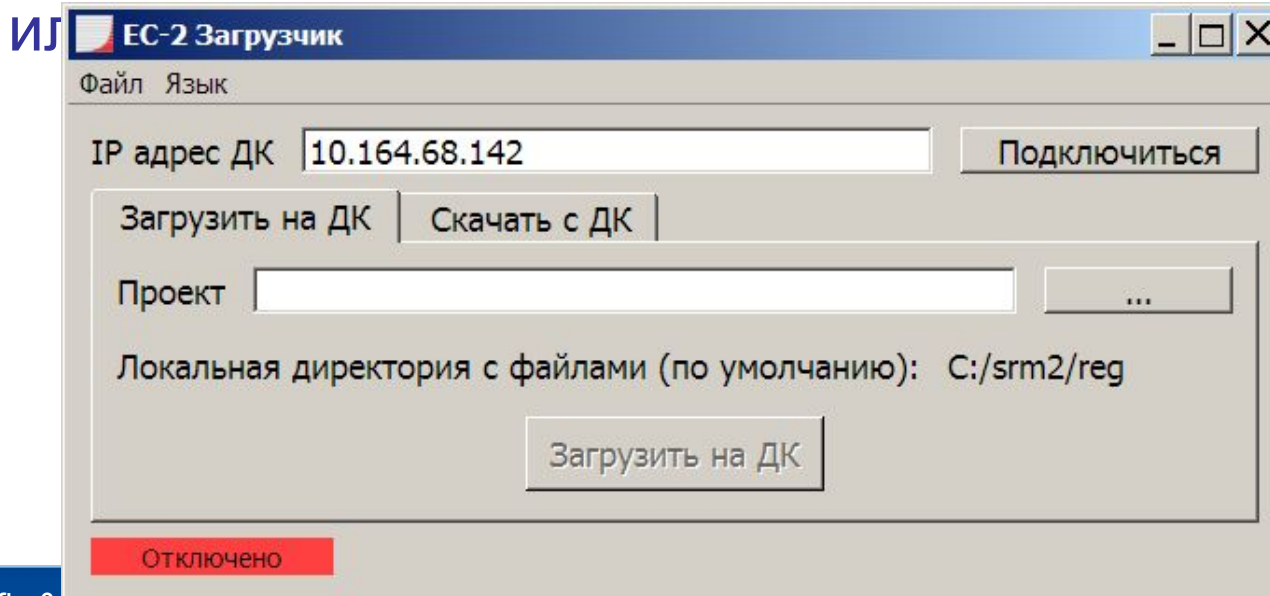 ЕС-2 Загрузчик
Файл Язык
IP адрес ДК 10.164.68.142 Подключиться
Загрузить на ДК Скачать с ДК
Проект ...
Локальная директория с файлами (по умолчанию): C:/srm2/reg
Загрузить на ДК
Отключено